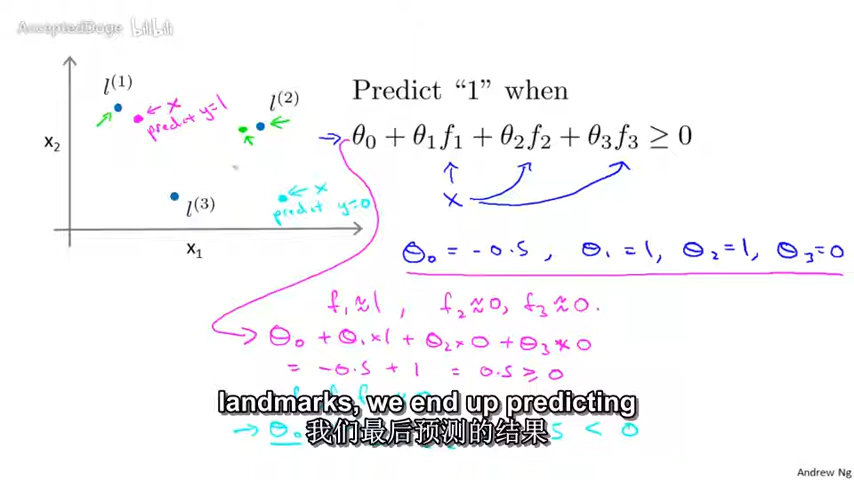 AcceptedDoge bilibili
l(1)
x
predict y=1
l(2)
x2
l(3)
x
predict y=0
x1
Predict “1” when
θ0 + θ1f1 + θ2f2 + θ3f3 ≥ 0
x
θ0 = -0.5, θ1=1, θ2=1, θ3=0
f1≈1, f2≈0, f3≈0.
θ0 + θ1×1 + θ2×0 + θ3×0
= -0.5 + 1 = 0.5 ≥ 0
landmarks, we end up predicting
我们最后预测的结果
θ0 5 < 0
Andrew Ng